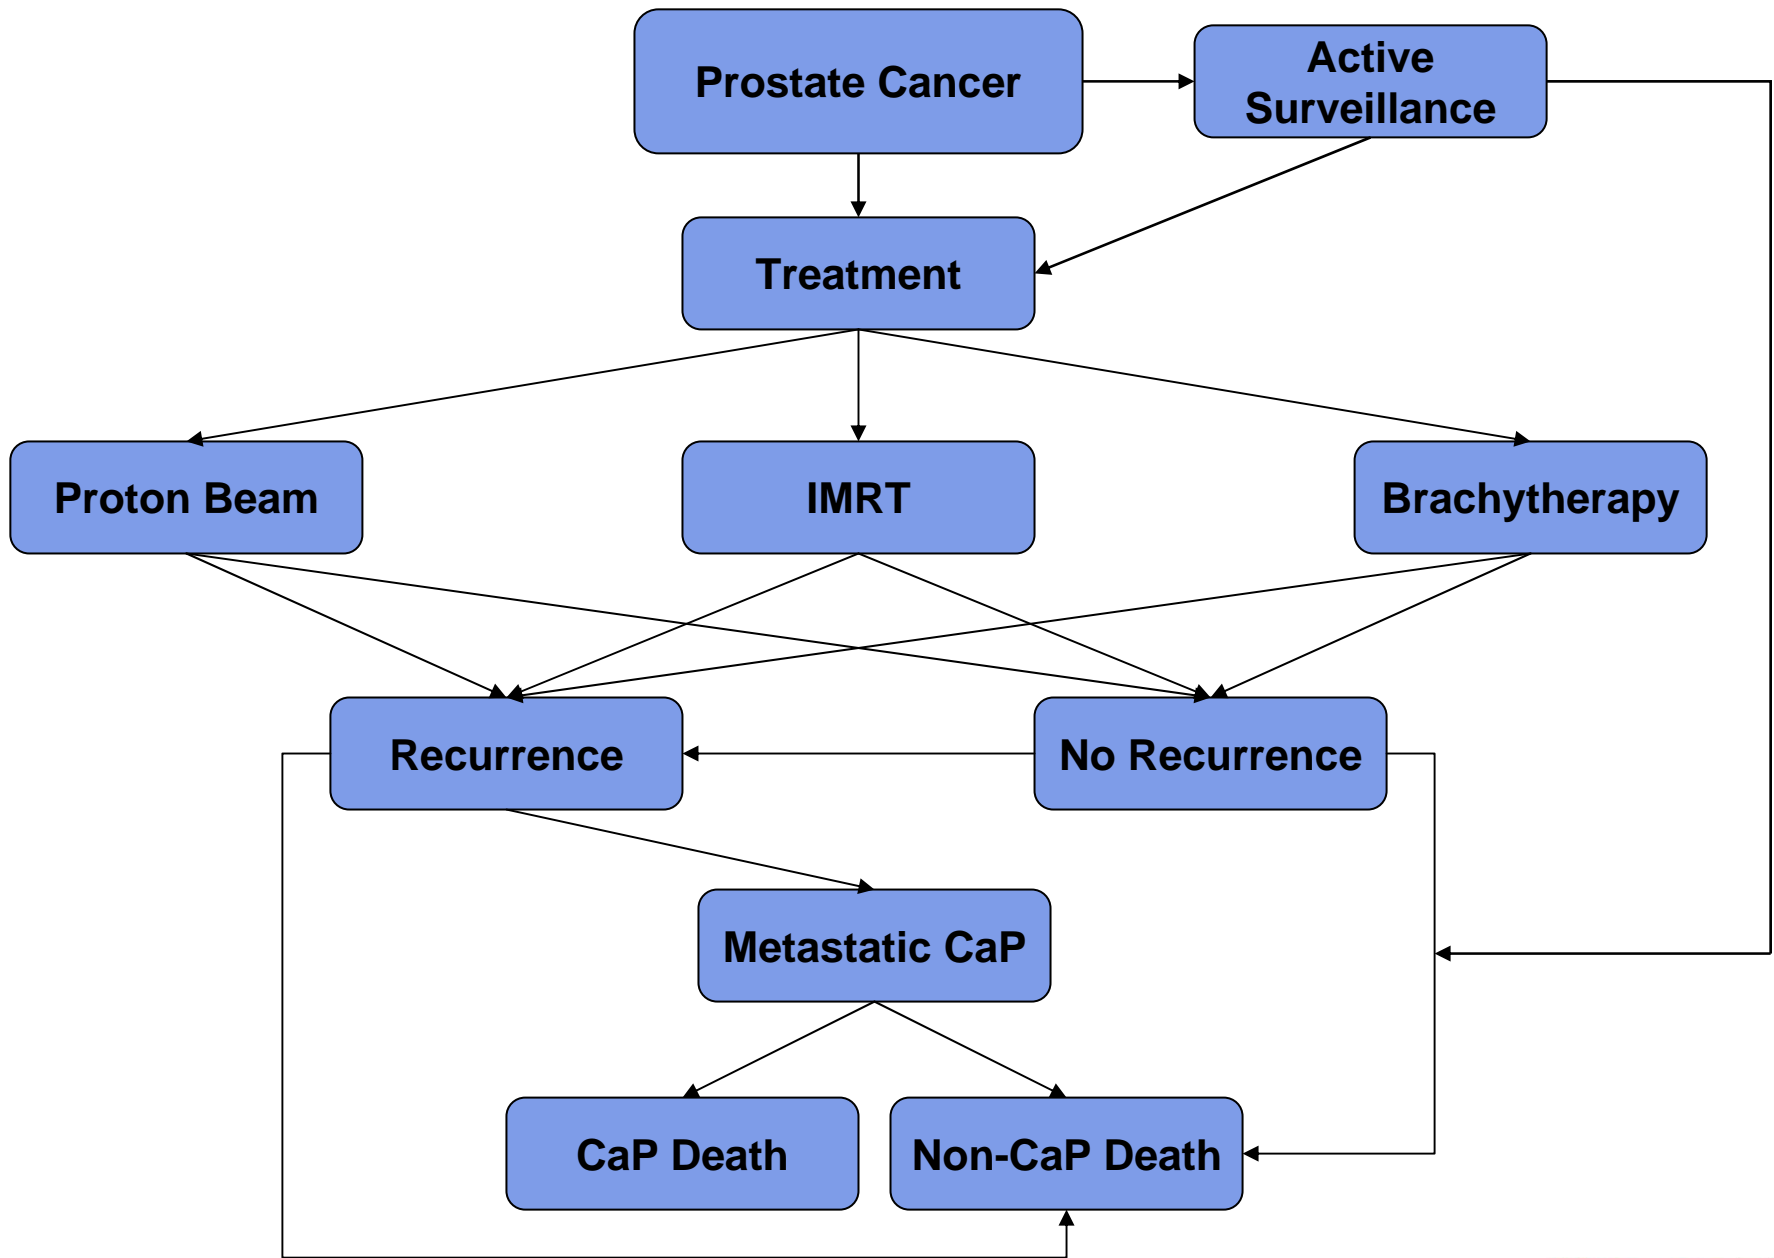 Prostate Cancer
Active
Surveillance
Treatment
Proton Beam
IMRT
Brachytherapy
Recurrence
No Recurrence
Metastatic CaP
CaP Death
Non-CaP Death